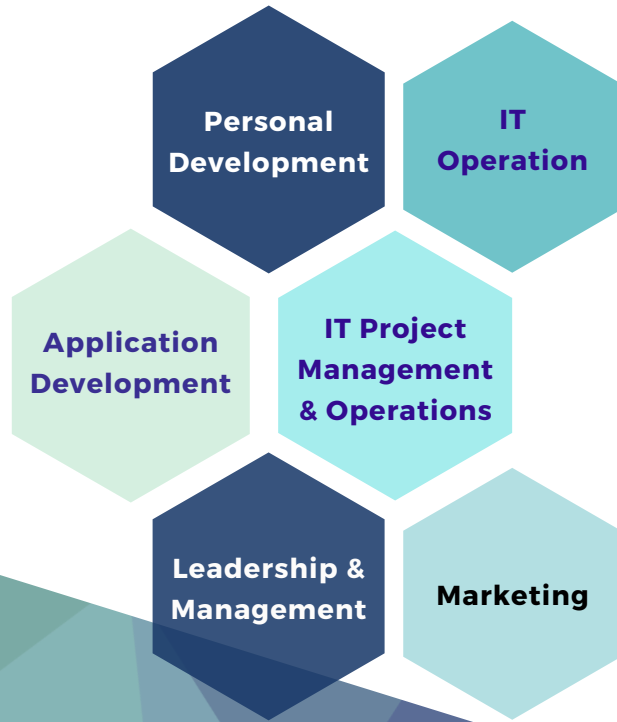 Personal
Development
IT
Operation
Application
Development
IT Project
Management
& Operations
Leadership &
Management
Marketing